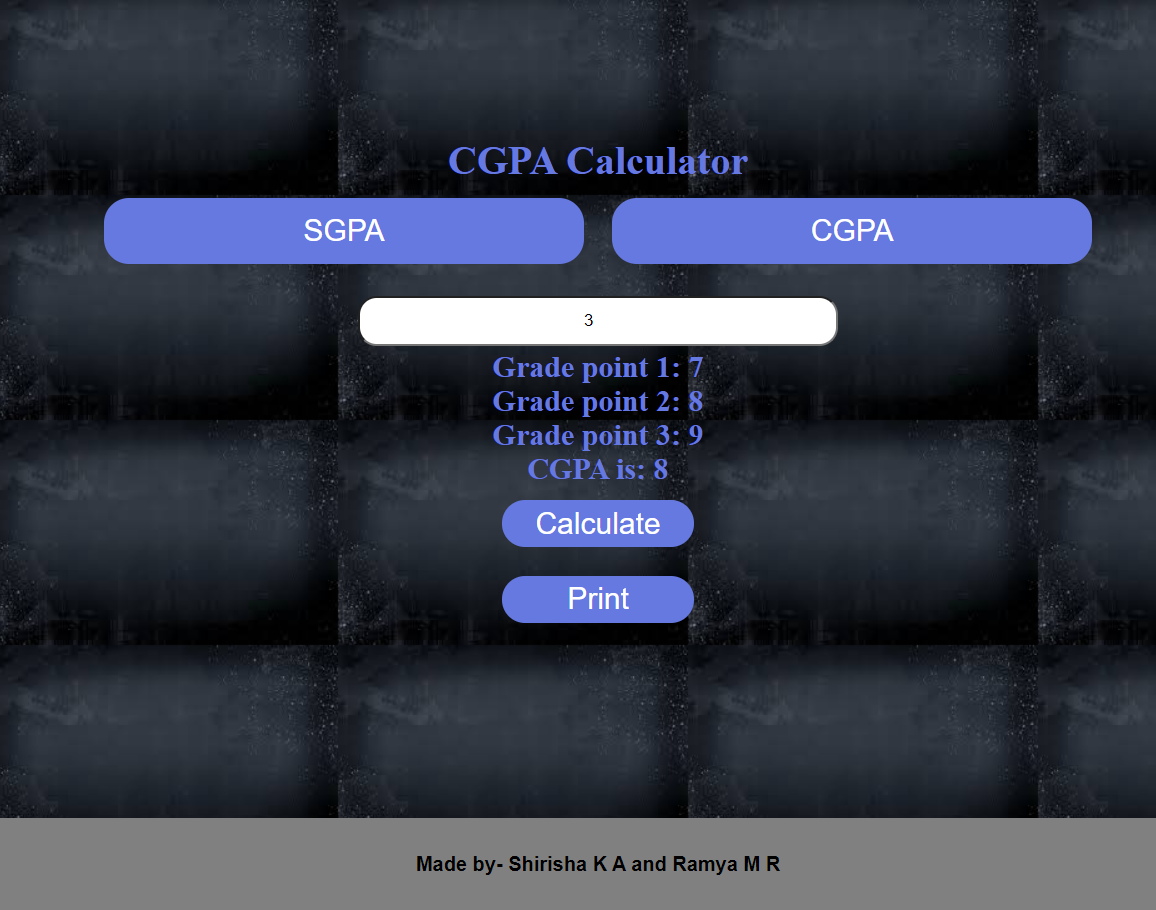 CGPA Calculator
SGPA
CGPA
3
Grade point 1: 7
Grade point 2: 8
Grade point 3: 9
CGPA is: 8
Calculate
Print
Made by- Shirisha K A and Ramya M R